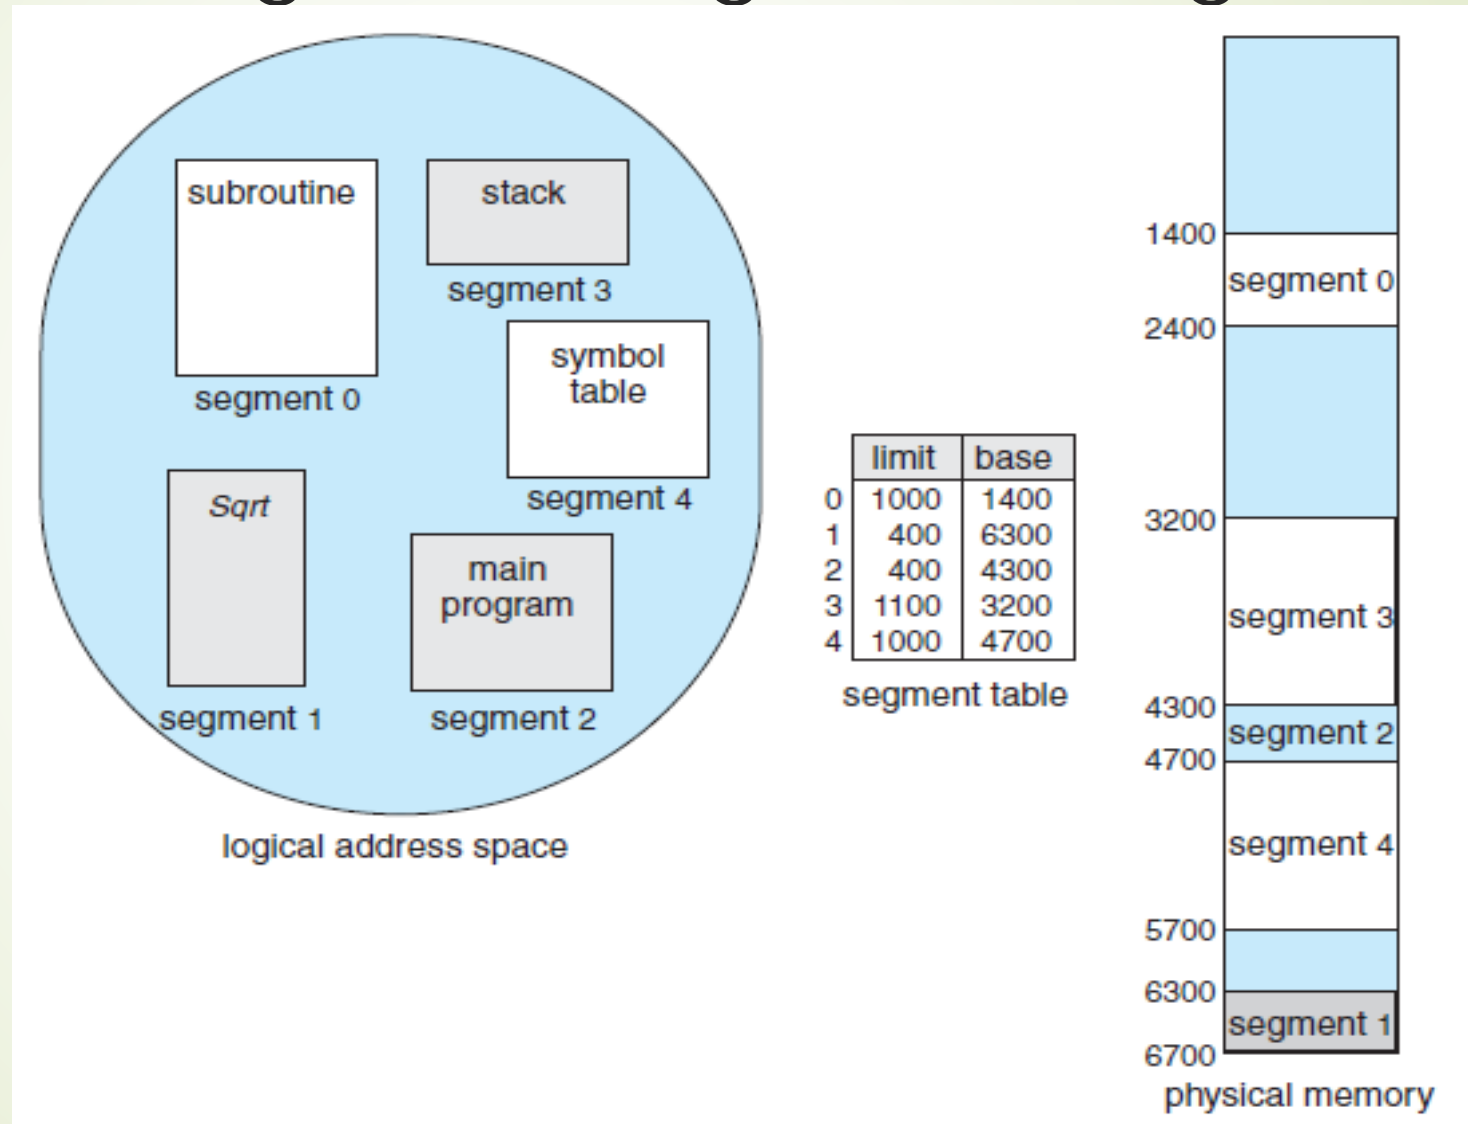 subroutine
segment 0
stack
segment 3
symbol
table
segment 4
Sqrt
segment 1
main
program
segment 2
logical address space
limit base
0 1000 1400
1 400 6300
2 400 4300
3 1100 3200
4 1000 4700
segment table
1400
segment 0
2400
3200
segment 3
4300
segment 2
4700
segment 4
5700
6300
segment 1
6700
physical memory